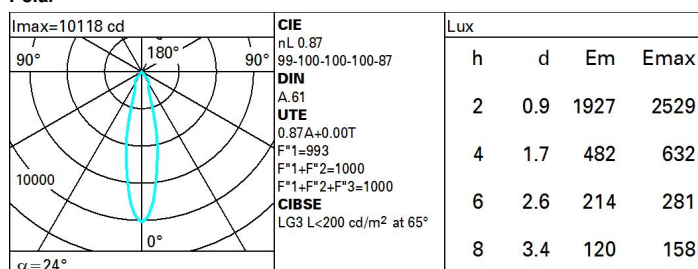 Imax=10118 cd
90° 180° 90°
10000
0°
α=24°
CIE
nL 0.87
99-100-100-100-87
DIN
A.61
UTE
0.87A+0.00T
F"1=993
F"1+F"2=1000
F"1+F"2+F"3=1000
CIBSE
LG3 L<200 cd/m² at 65°
Lux
h d Em Emax
2 0.9 1927 2529
4 1.7 482 632
6 2.6 214 281
8 3.4 120 158